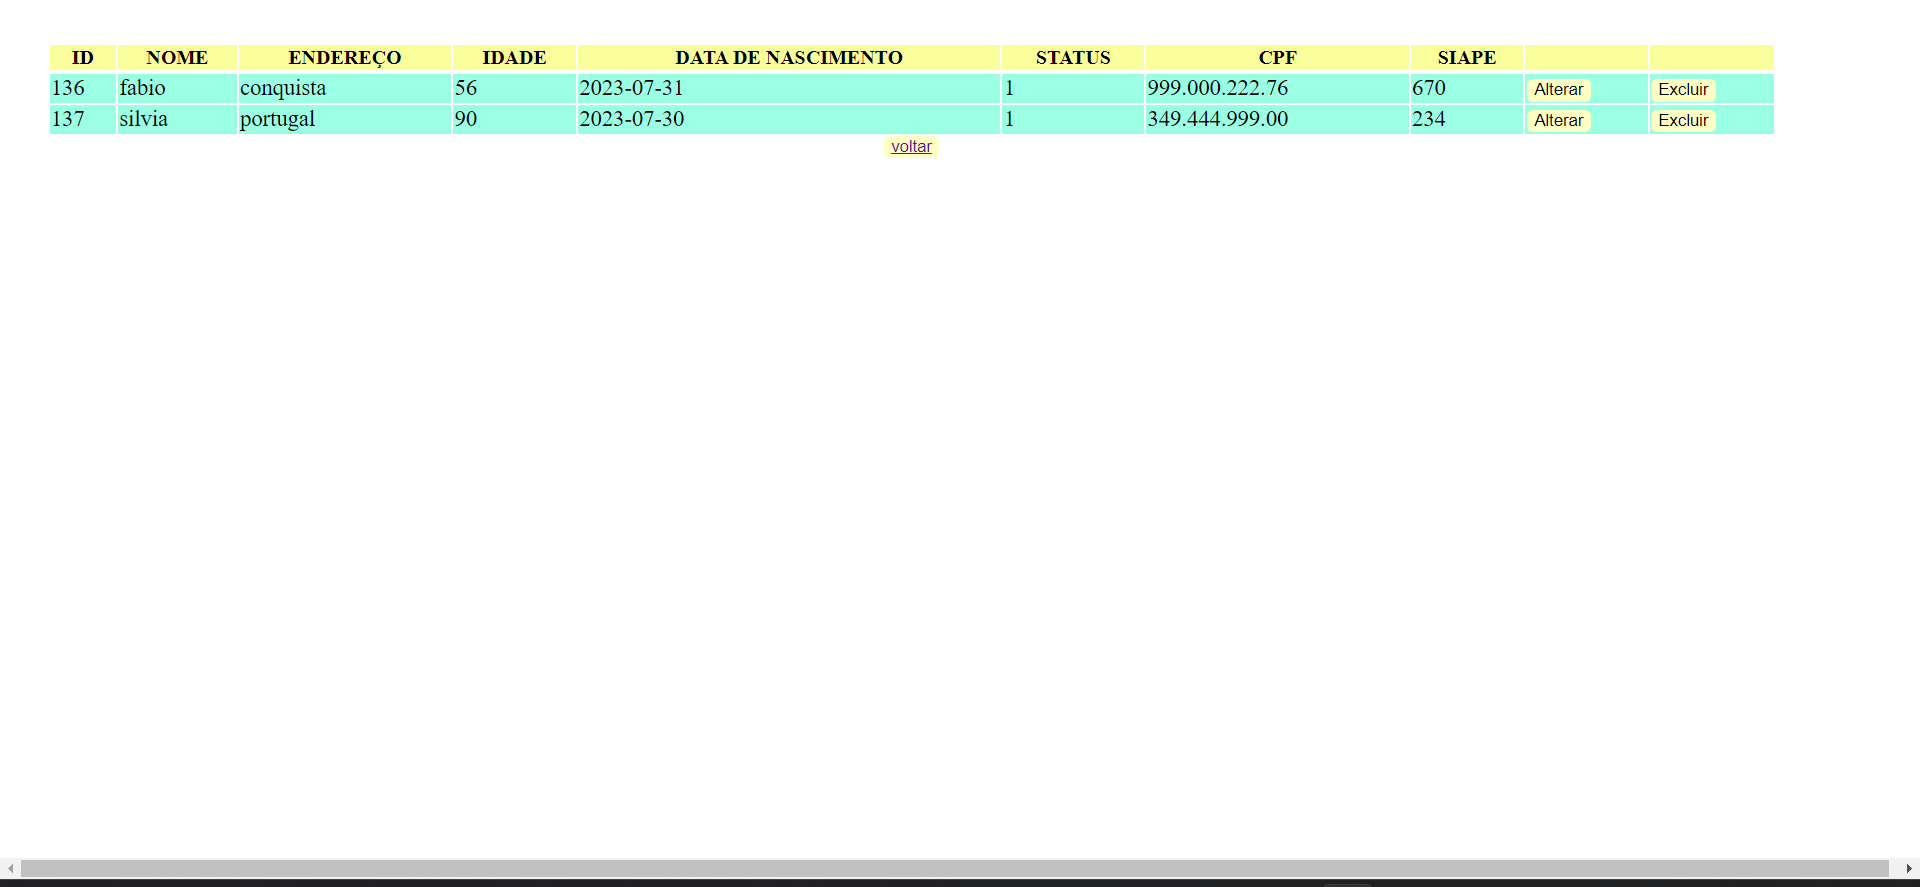 ID NOME ENDEREÇO IDADE DATA DE NASCIMENTO STATUS CPF SIAPE
136 fabio conquista 56 2023-07-31 1 999.000.222.76 670 Alterar Excluir
137 silvia portugal 90 2023-07-30 1 349.444.999.00 234 Alterar Excluir
voltar